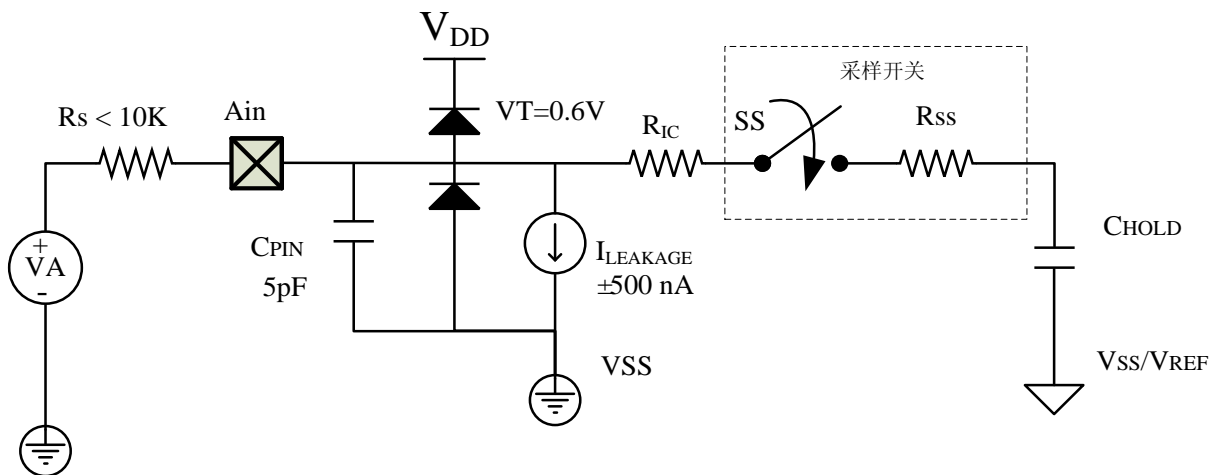 VDD
采样开关
Rs < 10K
Ain
VT=0.6V
RIC
SS
Rss
+
VA
-
CPIN
5pF
ILEAKAGE
±500 nA
CHOLD
VSS
VSS/VREF